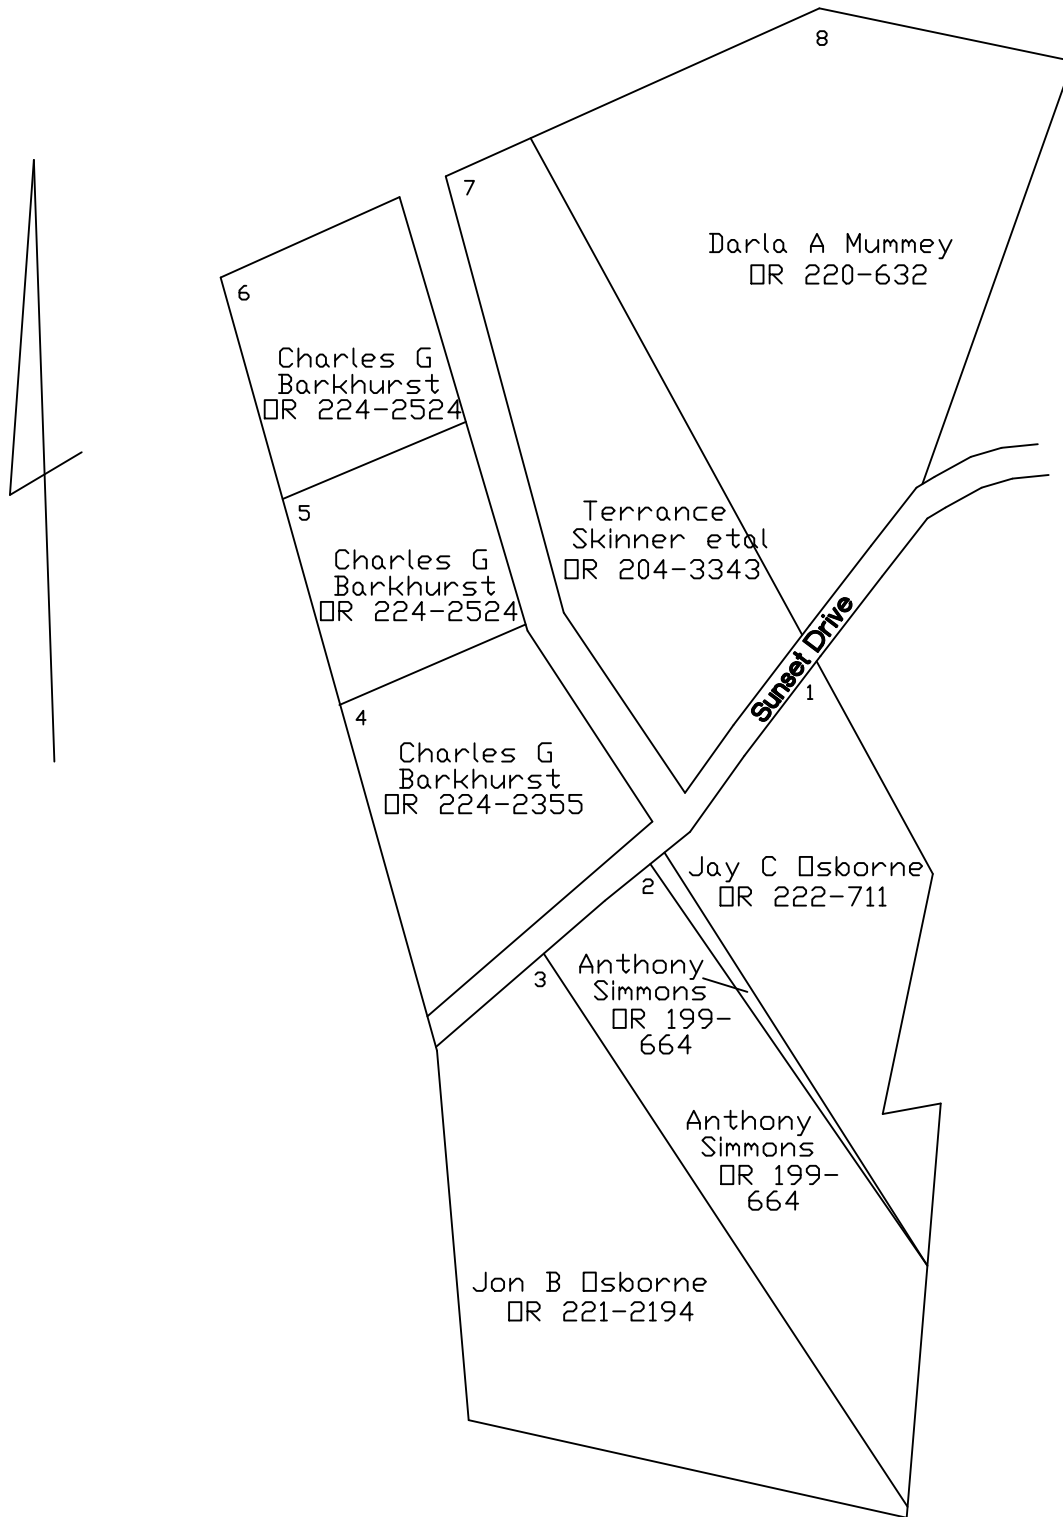 8
7
Darla A Mummey
OR 220-632
6
Charles G
Barkhurst
OR 224-2524
5
Terrance
Skinner etal
OR 204-3343
Charles G
Barkhurst
OR 224-2524
Sunset Drive
1
4
Charles G
Barkhurst
OR 224-2355
Jay C Osborne
OR 222-711
2
3
Anthony
Simmons
OR 199-
664
Anthony
Simmons
OR 199-
664
Jon B Osborne
OR 221-2194